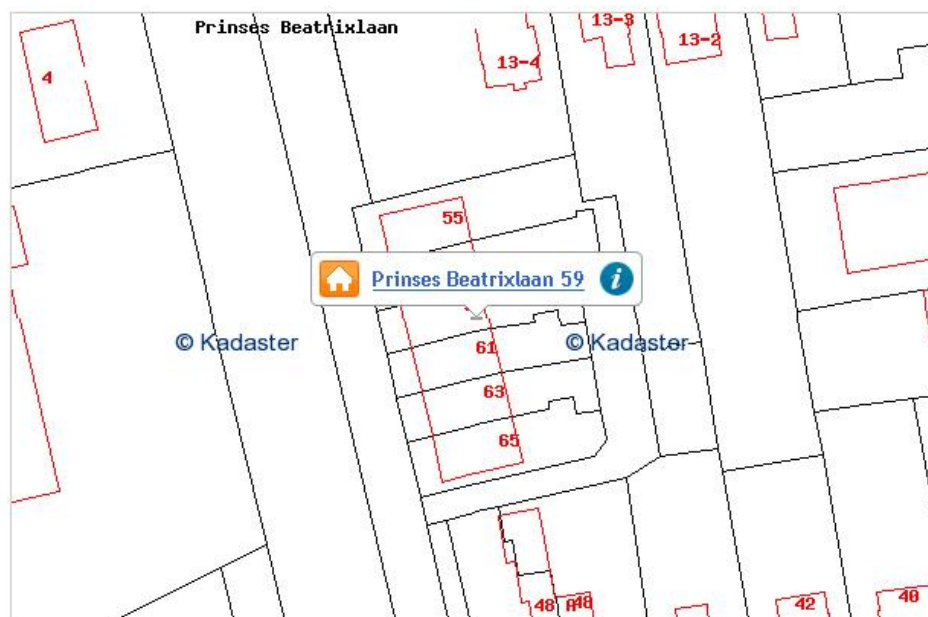 Prinses Beatrixlaan
13-3
13-2
13-4
4
55
Prinses Beatrixlaan 59 i
© Kadaster
© Kadaster
61
63
65
48 A
48
42
40